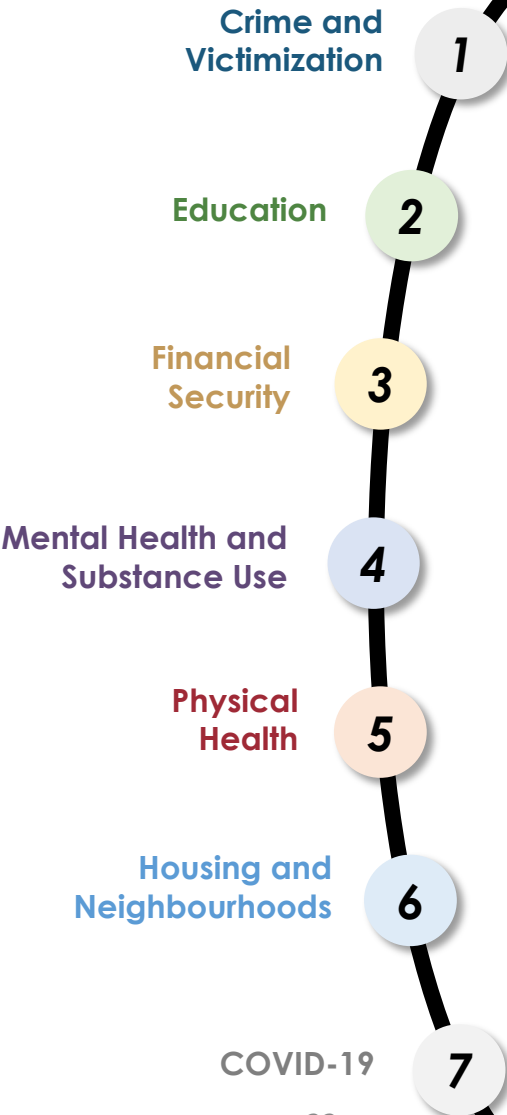 Crime and
Victimization
1
Education
2
Financial
Security
3
Mental Health and
Substance Use
4
Physical
Health
5
Housing and
Neighbourhoods
6
COVID-19
7